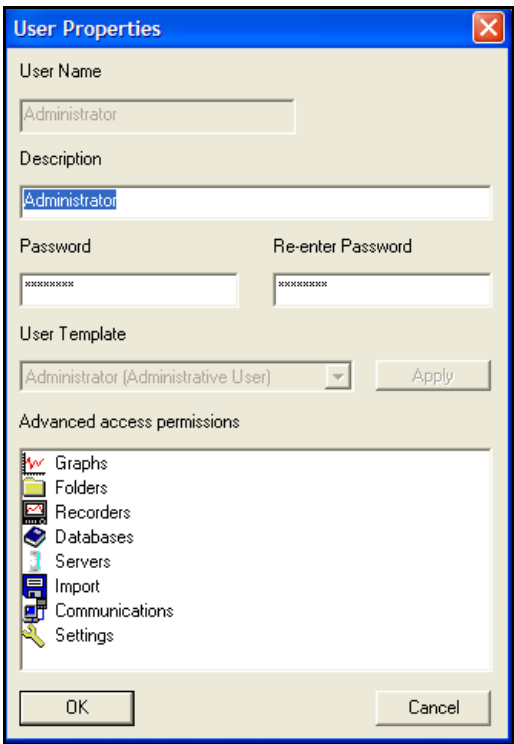 User Properties
User Name
Administrator
Description
Administrator
Password Re-enter Password
******** ********
User Template
Administrator (Administrative User) Apply
Advanced access permissions
Graphs
Folders
Recorders
Databases
Servers
Import
Communications
Settings
OK Cancel